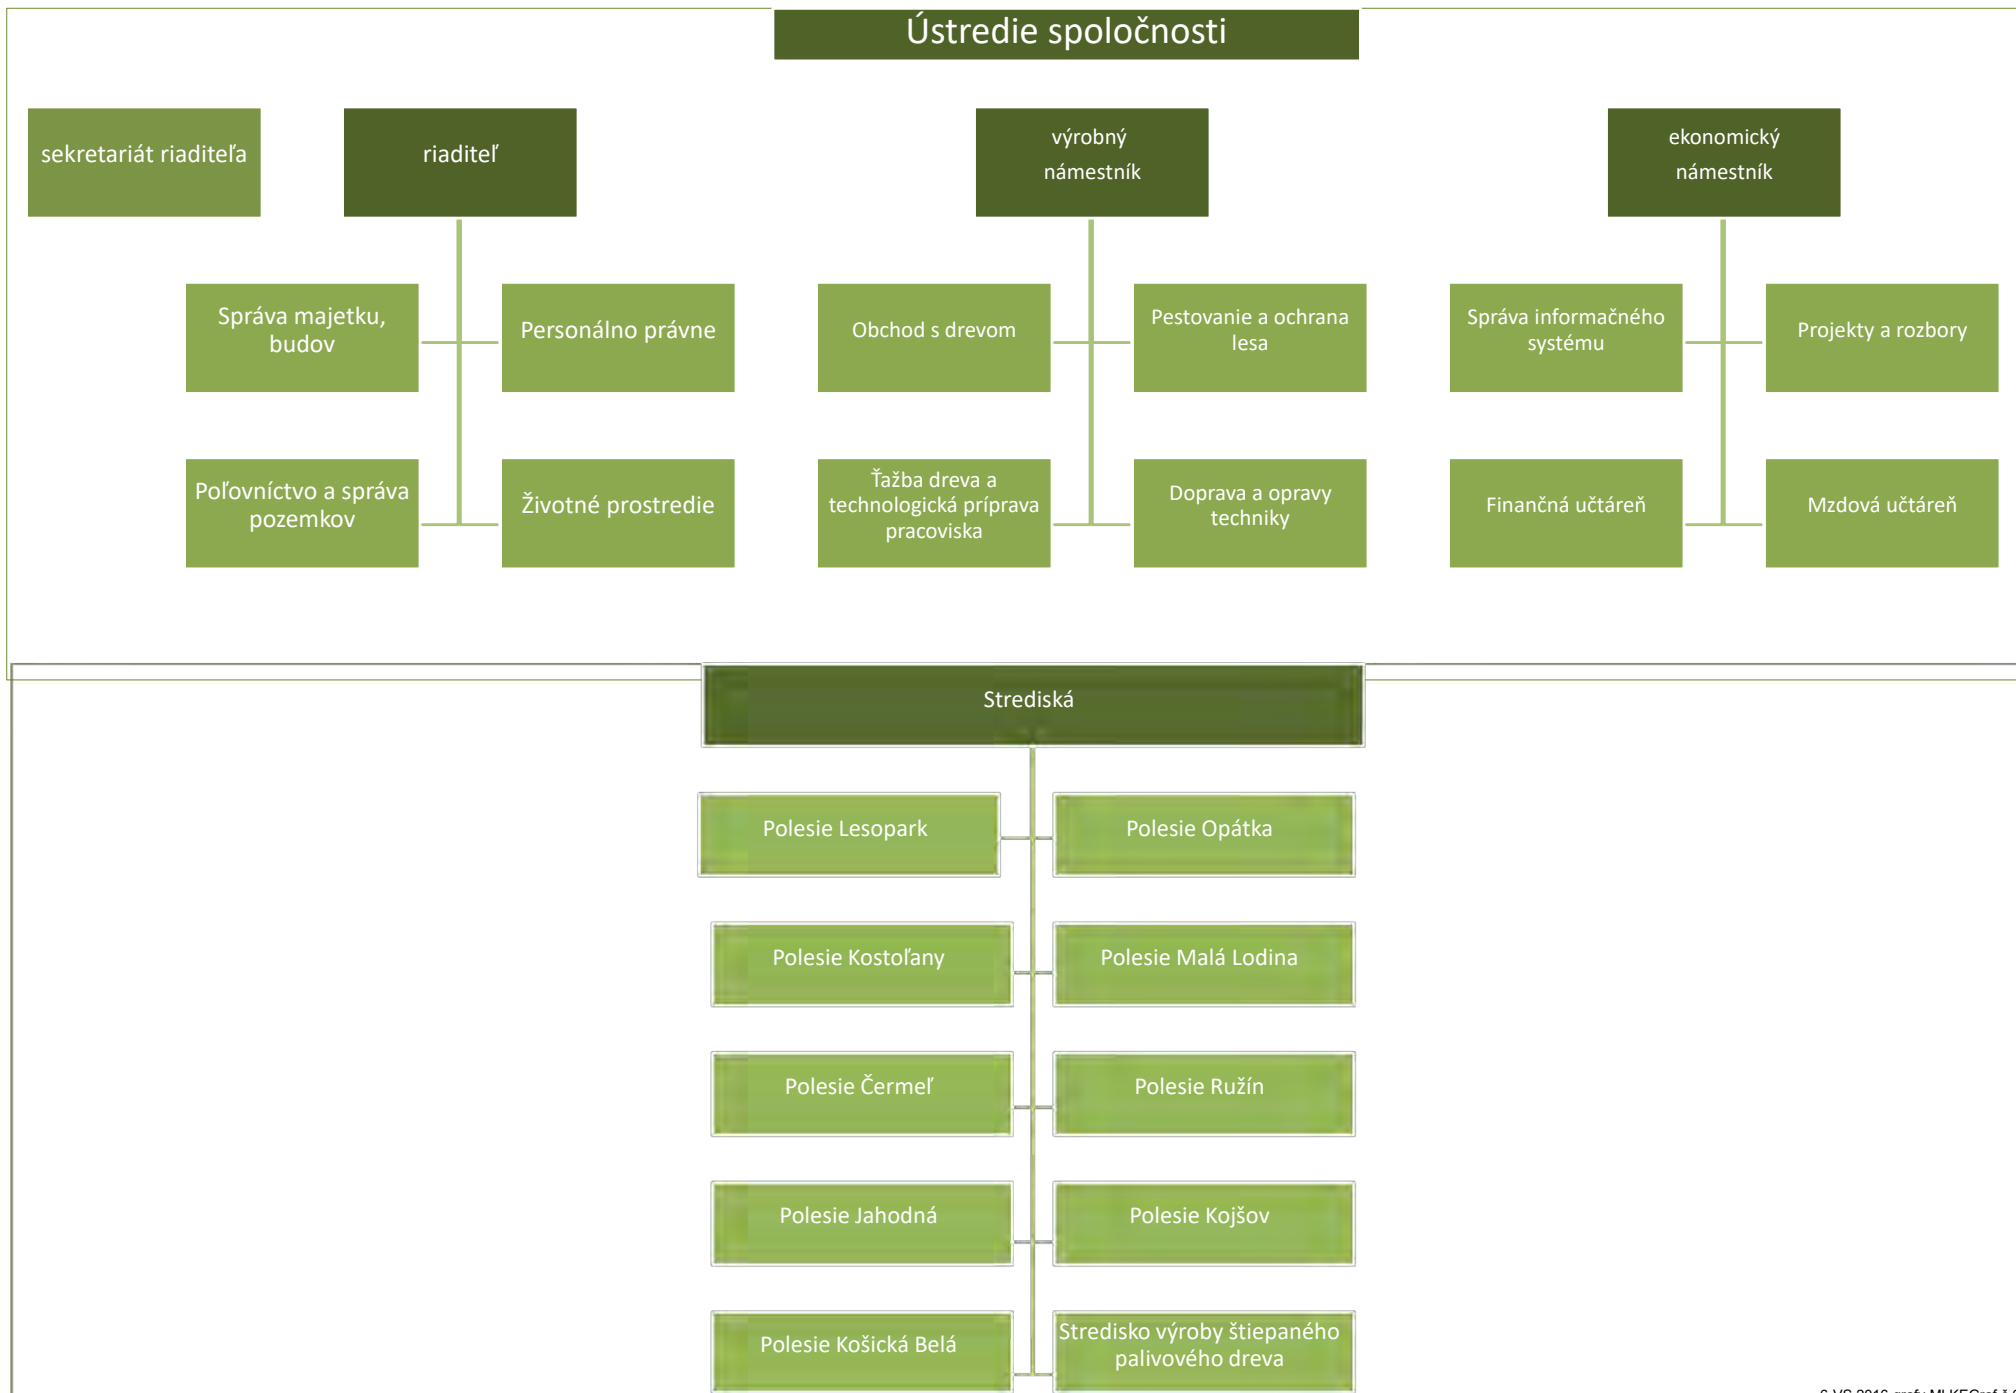 Ústredie spoločnosti
sekretariát riaditeľa
riaditeľ
výrobný
námestník
ekonomický
námestník
Správa majetku,
budov
Personálno právne
Obchod s drevom
Pestovanie a ochrana
lesa
Správa informačného
systému
Projekty a rozbory
Poľovníctvo a správa
pozemkov
Životné prostredie
Ťažba dreva a
technologická príprava
pracoviska
Doprava a opravy
techniky
Finančná učtáreň
Mzdová učtáreň
Strediská
Polesie Lesopark
Polesie Opátka
Polesie Kostoľany
Polesie Malá Lodina
Polesie Čermeľ
Polesie Ružín
Polesie Jahodná
Polesie Kojšov
Polesie Košická Belá
Stredisko výroby štiepaného
palivového dreva